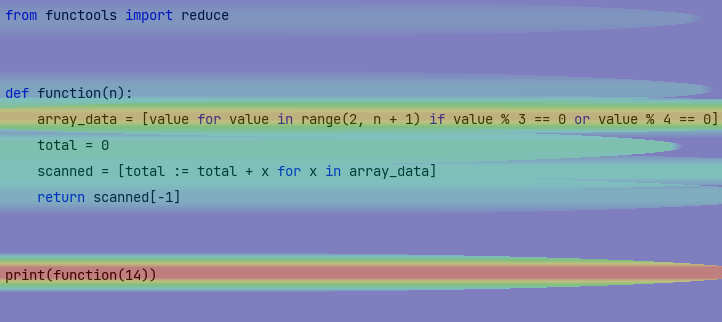 from functools import reduce
def function(n):
    array_data = [value for value in range(2, n + 1) if value % 3 == 0 or value % 4 == 0]
    total = 0
    scanned = [total := total + x for x in array_data]
    return scanned[-1]
print(function(14))